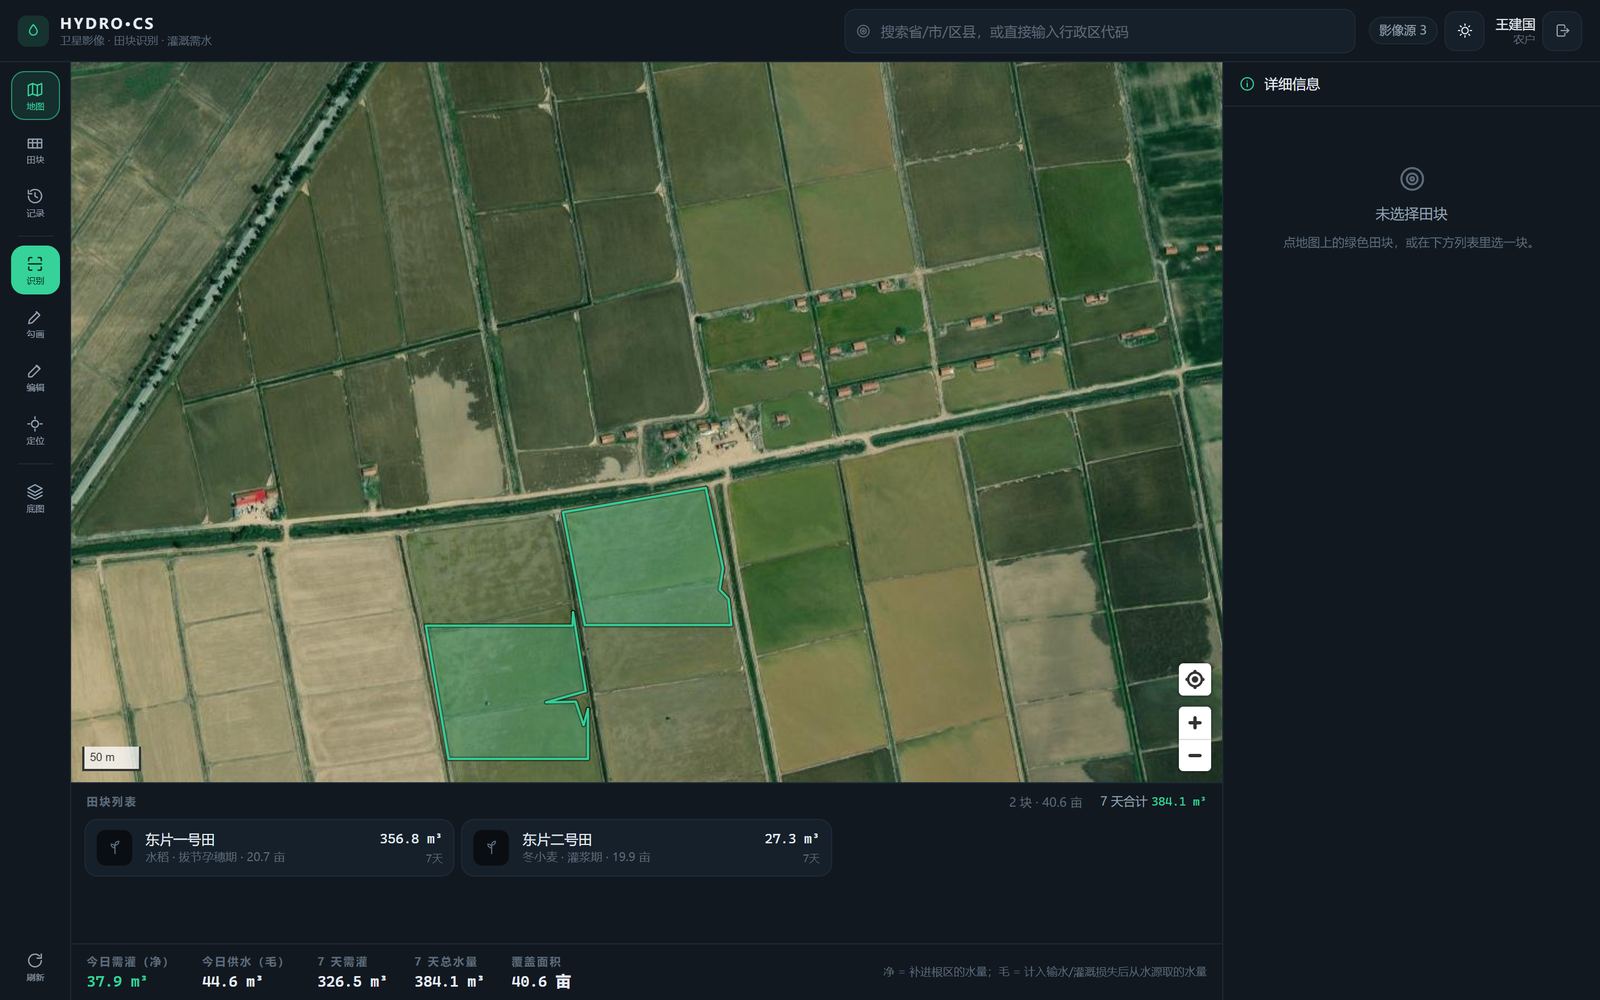 HYDRO•CS
卫星影像 · 田块识别 · 灌溉需水
搜索省/市/区县，或直接输入行政区代码
影像源 3
王建国
农户
地图
田块
记录
识别
勾画
编辑
定位
底图
刷新
50 m
详细信息
未选择田块
点地图上的绿色田块，或在下方列表里选一块。
田块列表
2 块 · 40.6 亩
7 天合计 384.1 m³
东片一号田
356.8 m³
水稻 · 拔节孕穗期 · 20.7 亩
7天
东片二号田
27.3 m³
冬小麦 · 灌浆期 · 19.9 亩
7天
今日需灌（净）
37.9 m³
今日供水（毛）
44.6 m³
7 天需灌
326.5 m³
7 天总水量
384.1 m³
覆盖面积
40.6 亩
净 = 补进根区的水量；毛 = 计入输水/灌溉损失后从水源取的水量